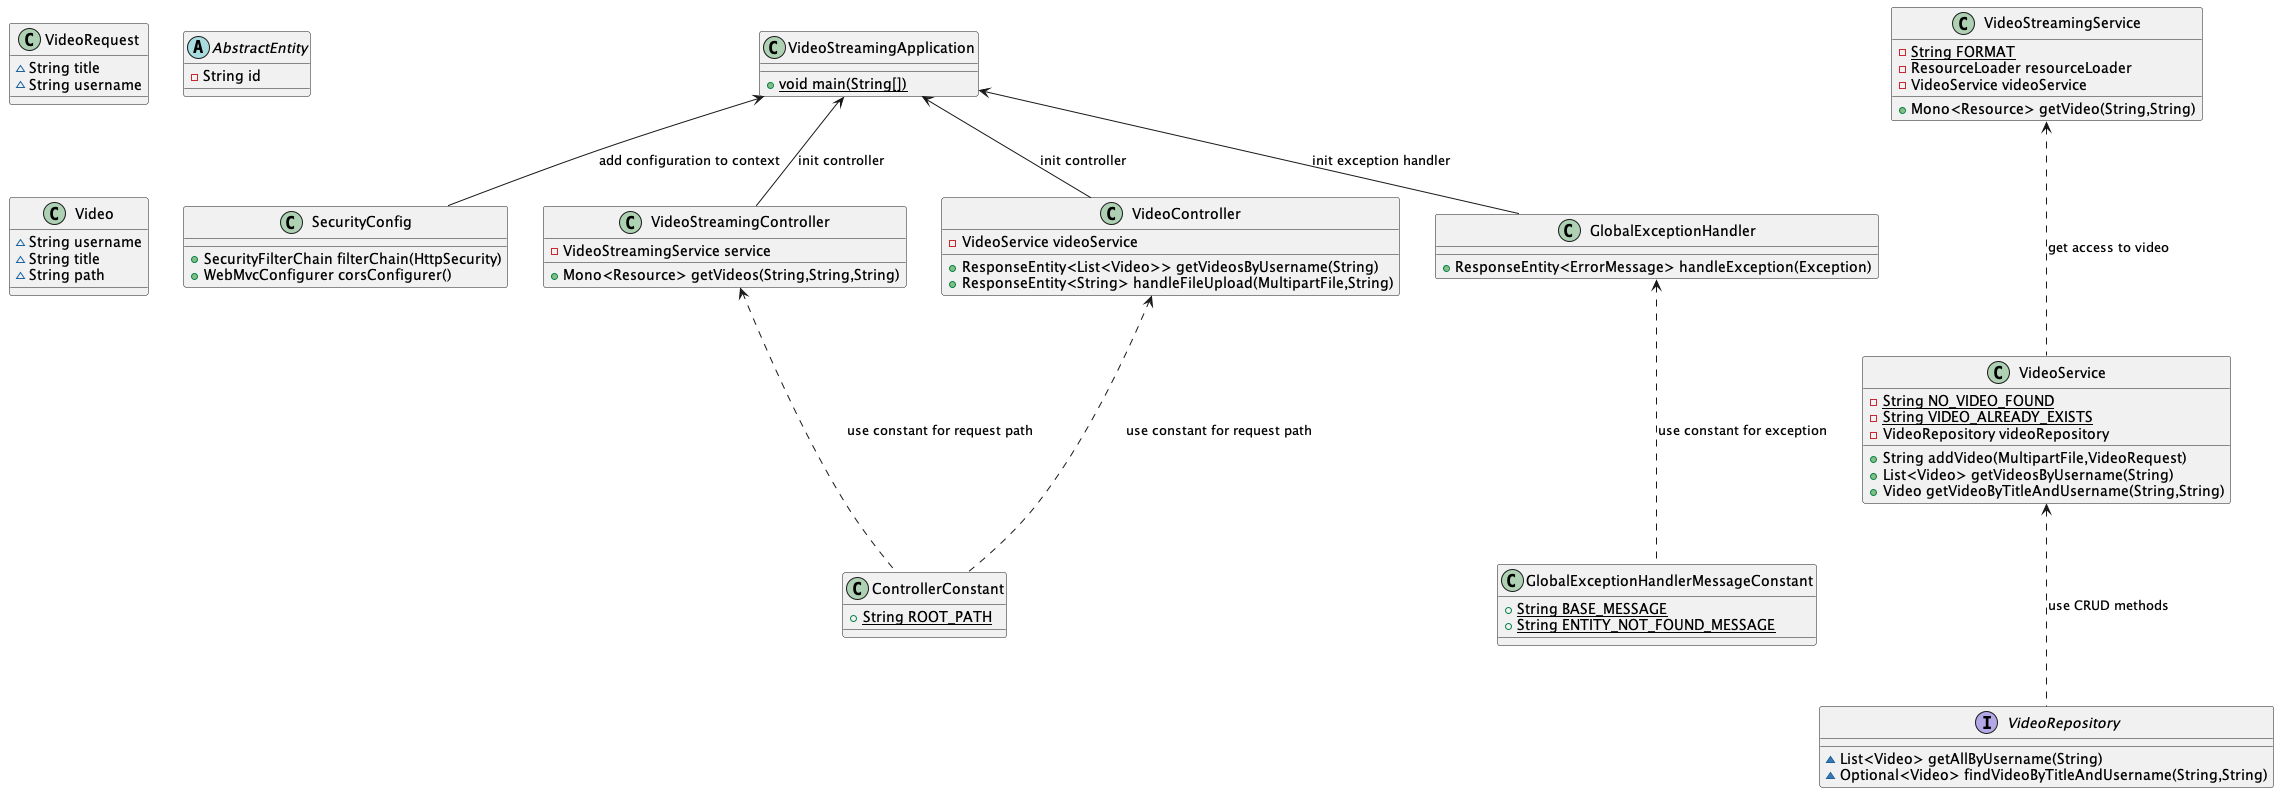 C VideoRequest
String title
String username
A AbstractEntity
String id
C VideoStreamingApplication
void main(String[])
C VideoStreamingService
String FORMAT
ResourceLoader resourceLoader
VideoService videoService
Mono<Resource> getVideo(String,String)
add configuration to context
init controller
init controller
init exception handler
C Video
String username
String title
String path
C SecurityConfig
SecurityFilterChain filterChain(HttpSecurity)
WebMvcConfigurer corsConfigurer()
C VideoStreamingController
VideoStreamingService service
Mono<Resource> getVideos(String,String,String)
C VideoController
VideoService videoService
ResponseEntity<List<Video>> getVideosByUsername(String)
ResponseEntity<String> handleFileUpload(MultipartFile,String)
C GlobalExceptionHandler
ResponseEntity<ErrorMessage> handleException(Exception)
get access to video
use constant for request path
use constant for request path
use constant for exception
C VideoService
String NO_VIDEO_FOUND
String VIDEO_ALREADY_EXISTS
VideoRepository videoRepository
String addVideo(MultipartFile,VideoRequest)
List<Video> getVideosByUsername(String)
Video getVideoByTitleAndUsername(String,String)
C ControllerConstant
String ROOT_PATH
C GlobalExceptionHandlerMessageConstant
String BASE_MESSAGE
String ENTITY_NOT_FOUND_MESSAGE
use CRUD methods
I VideoRepository
List<Video> getAllByUsername(String)
Optional<Video> findVideoByTitleAndUsername(String,String)